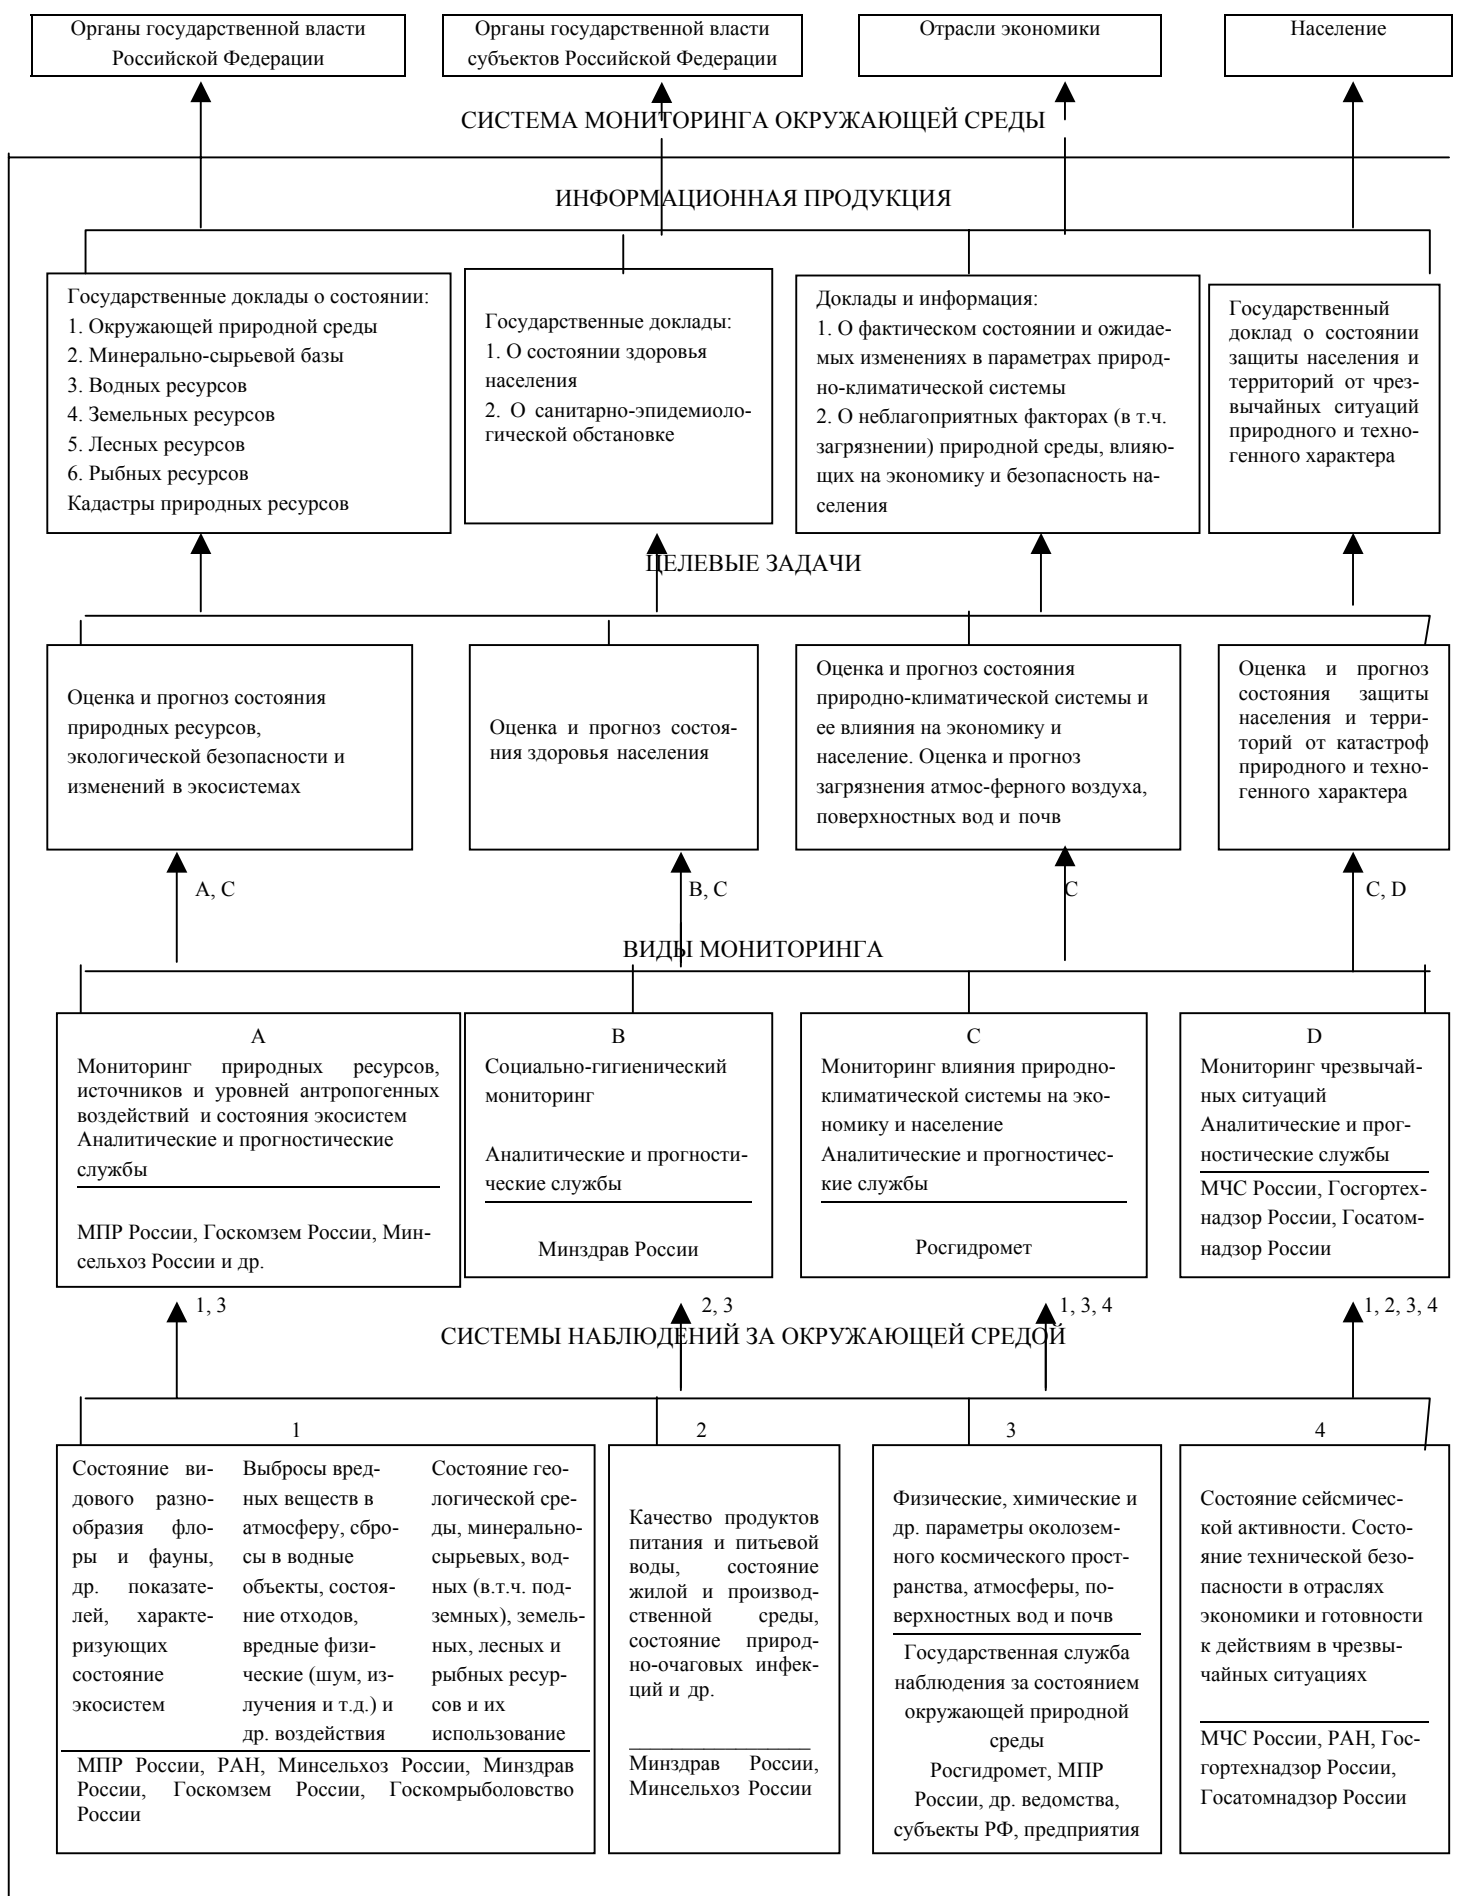 Органы государственной власти
Российской Федерации
Органы государственной власти
субъектов Российской Федерации
Отрасли экономики
Население
СИСТЕМА МОНИТОРИНГА ОКРУЖАЮЩЕЙ СРЕДЫ
ИНФОРМАЦИОННАЯ ПРОДУКЦИЯ
Государственные доклады о состоянии:
1. Окружающей природной среды
2. Минерально-сырьевой базы
3. Водных ресурсов
4. Земельных ресурсов
5. Лесных ресурсов
6. Рыбных ресурсов
Кадастры природных ресурсов
Государственные доклады:
1. О состоянии здоровья
населения
2. О санитарно-эпидемиоло-
гической обстановке
Доклады и информация:
1. О фактическом состоянии и ожидае-
мых изменениях в параметрах природ-
но-климатической системы
2. О неблагоприятных факторах (в т.ч.
загрязнении) природной среды, влияю-
щих на экономику и безопасность на-
селения
Государственный
доклад о состоянии
защиты населения и
территорий от чрез-
вычайных ситуаций
природного и техно-
генного характера
ЦЕЛЕВЫЕ ЗАДАЧИ
Оценка и прогноз состояния
природных ресурсов,
экологической безопасности и
изменений в экосистемах
Оценка и прогноз состоя-
ния здоровья населения
Оценка и прогноз состояния
природно-климатической системы и
ее влияния на экономику и
население. Оценка и прогноз
загрязнения атмос-ферного воздуха,
поверхностных вод и почв
Оценка и прогноз
состояния защиты
населения и терри-
торий от катастроф
природного и техно-
генного характера
A, C
B, C
C
C, D
ВИДЫ МОНИТОРИНГА
A
Мониторинг природных ресурсов,
источников и уровней антропогенных
воздействий и состояния экосистем
Аналитические и прогностические
службы
МПР России, Госкомзем России, Мин-
сельхоз России и др.
B
Социально-гигиенический
мониторинг
Аналитические и прогности-
ческие службы
Минздрав России
C
Мониторинг влияния природно-
климатической системы на эко-
номику и население
Аналитические и прогностичес-
кие службы
Росгидромет
D
Мониторинг чрезвычай-
ных ситуаций
Аналитические и прог-
ностические службы
МЧС России, Госгортех-
надзор России, Госатом-
надзор России
1, 3
2, 3
1, 3, 4
1, 2, 3, 4
СИСТЕМЫ НАБЛЮДЕНИЙ ЗА ОКРУЖАЮЩЕЙ СРЕДОЙ
1
Состояние ви-
дового разно-
образия фло-
ры и фауны,
др. показате-
лей, характе-
ризующих
состояние
экосистем
Выбросы вред-
ных веществ в
атмосферу, сбро-
сы в водные
объекты, состоя-
ние отходов,
вредные физи-
ческие (шум, из-
лучения и т.д.) и
др. воздействия
Состояние гео-
логической сре-
ды, минерально-
сырьевых, вод-
ных (в.т.ч. под-
земных), земель-
ных, лесных и
рыбных ресур-
сов и их
использование
МПР России, РАН, Минсельхоз России, Минздрав
России, Госкомзем России, Госкомрыболовство
России
2
Качество продуктов
питания и питьевой
воды, состояние
жилой и производ-
ственной среды,
состояние природ-
но-очаговых инфек-
ций и др.
Минздрав России,
Минсельхоз России
3
Физические, химические и
др. параметры околозем-
ного космического прост-
ранства, атмосферы, по-
верхностных вод и почв
Государственная служба
наблюдения за состоянием
окружающей природной
среды
Росгидромет, МПР
России, др. ведомства,
субъекты РФ, предприятия
4
Состояние сейсмичес-
кой активности. Состо-
яние технической безо-
пасности в отраслях
экономики и готовности
к действиям в чрезвы-
чайных ситуациях
МЧС России, РАН, Гос-
гортехнадзор России,
Госатомнадзор России